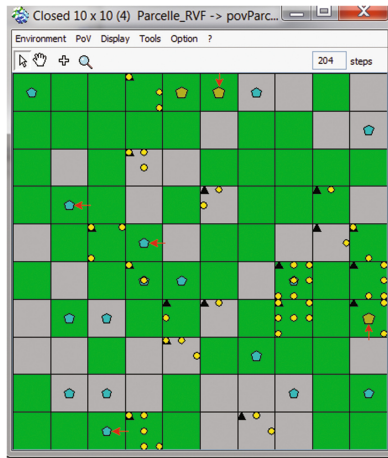 Closed 10 x 10 (4) Parcelle_RVF -> povParc...
Environment PoV Display Tools Option ?
204 steps